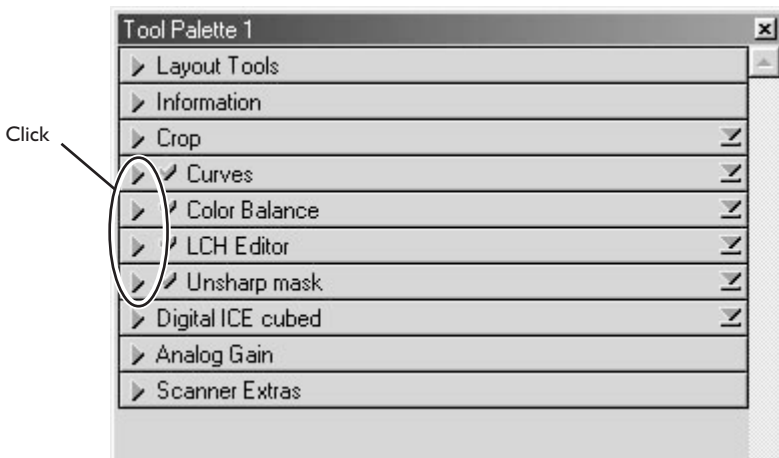 Tool Palette 1
Layout Tools
Information
Click
Crop
Curves
Color Balance
LCH Editor
Unsharp mask
Digital ICE cubed
Analog Gain
Scanner Extras